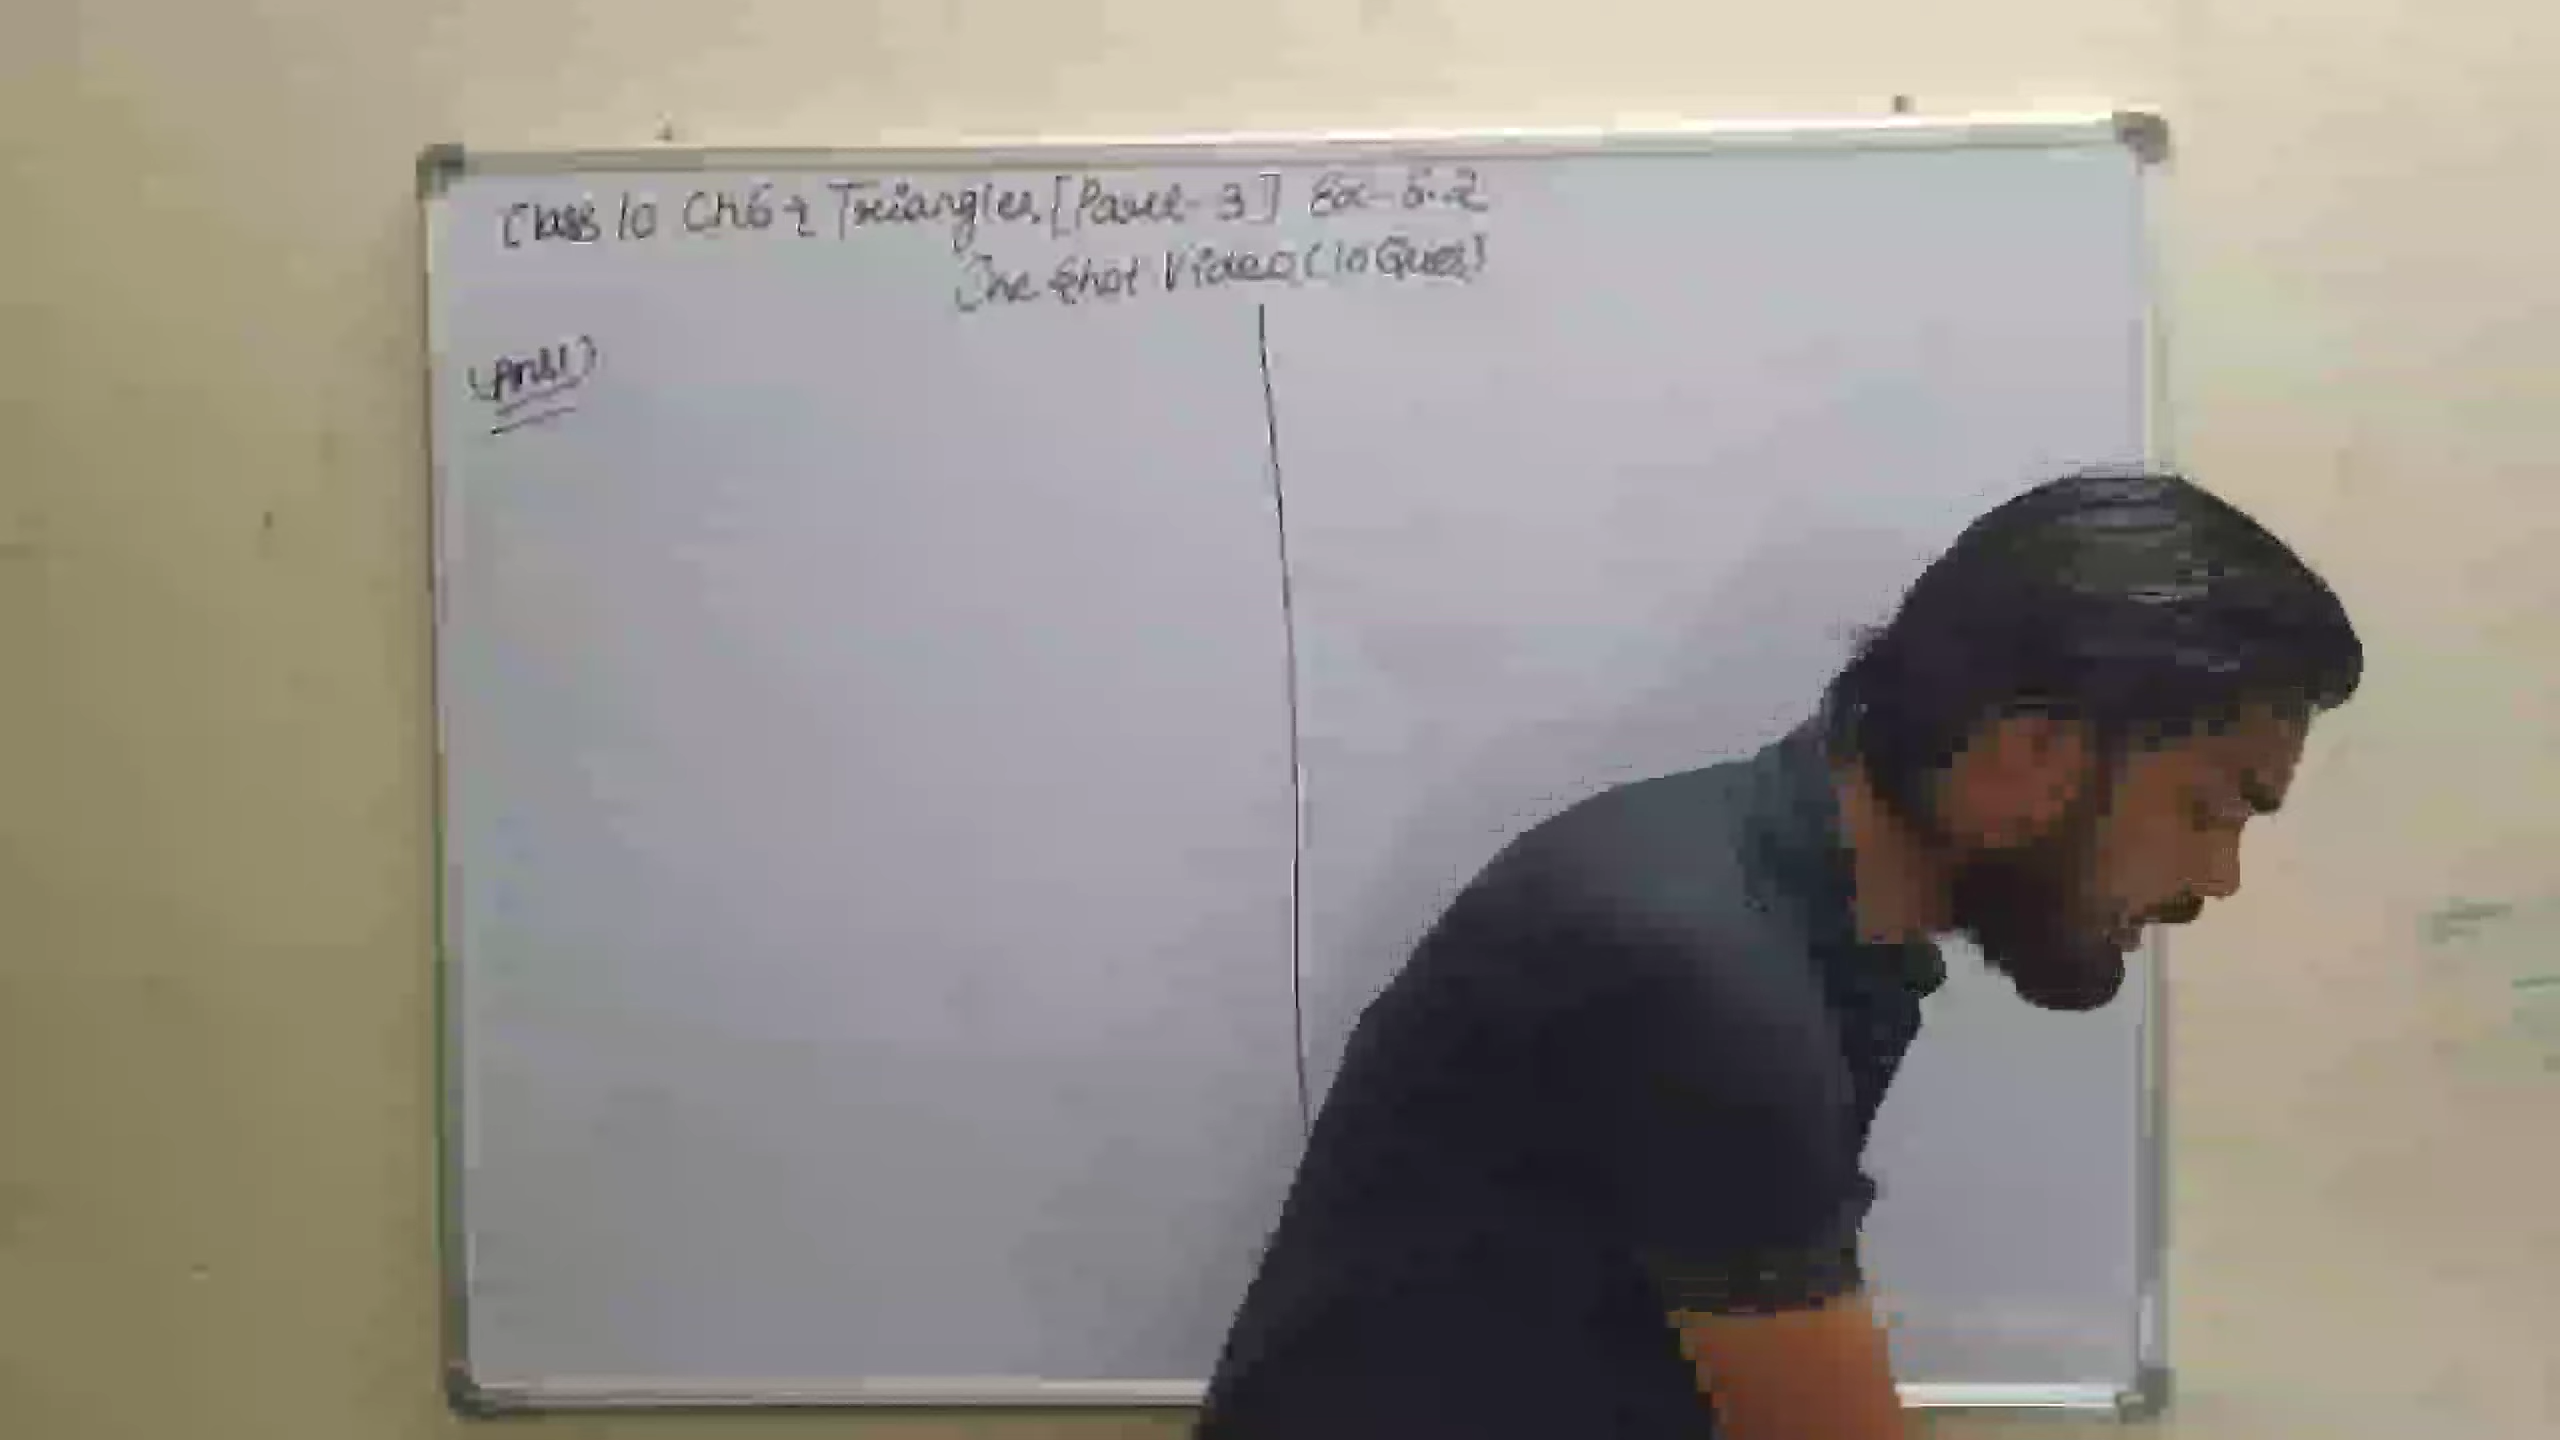 Class 10 Ch6 : Triangles [Part-3] Ex-6.2
One Shot Video (10 Ques)
(Ans1)